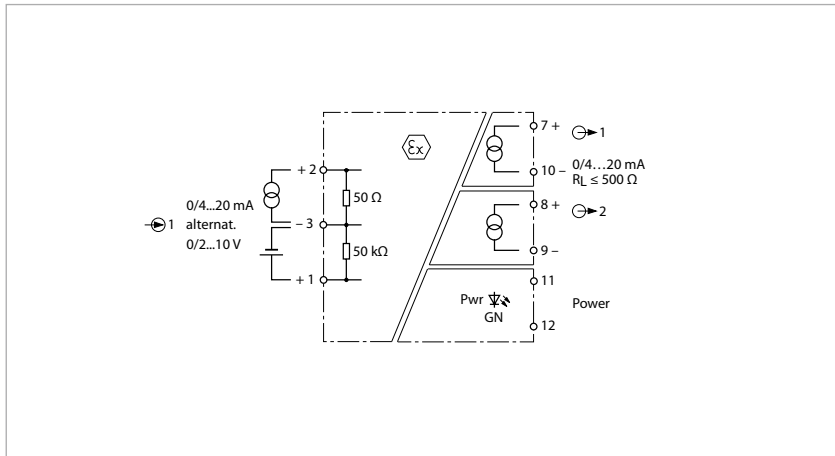 1
0/4...20 mA
alternat.
0/2...10 V
+ 2
– 3
+ 1
50 Ω
50 kΩ
Ex
7 +
1
10 –
0/4…20 mA
RL ≤ 500 Ω
8 +
2
9 –
11
Pwr
GN
Power
12